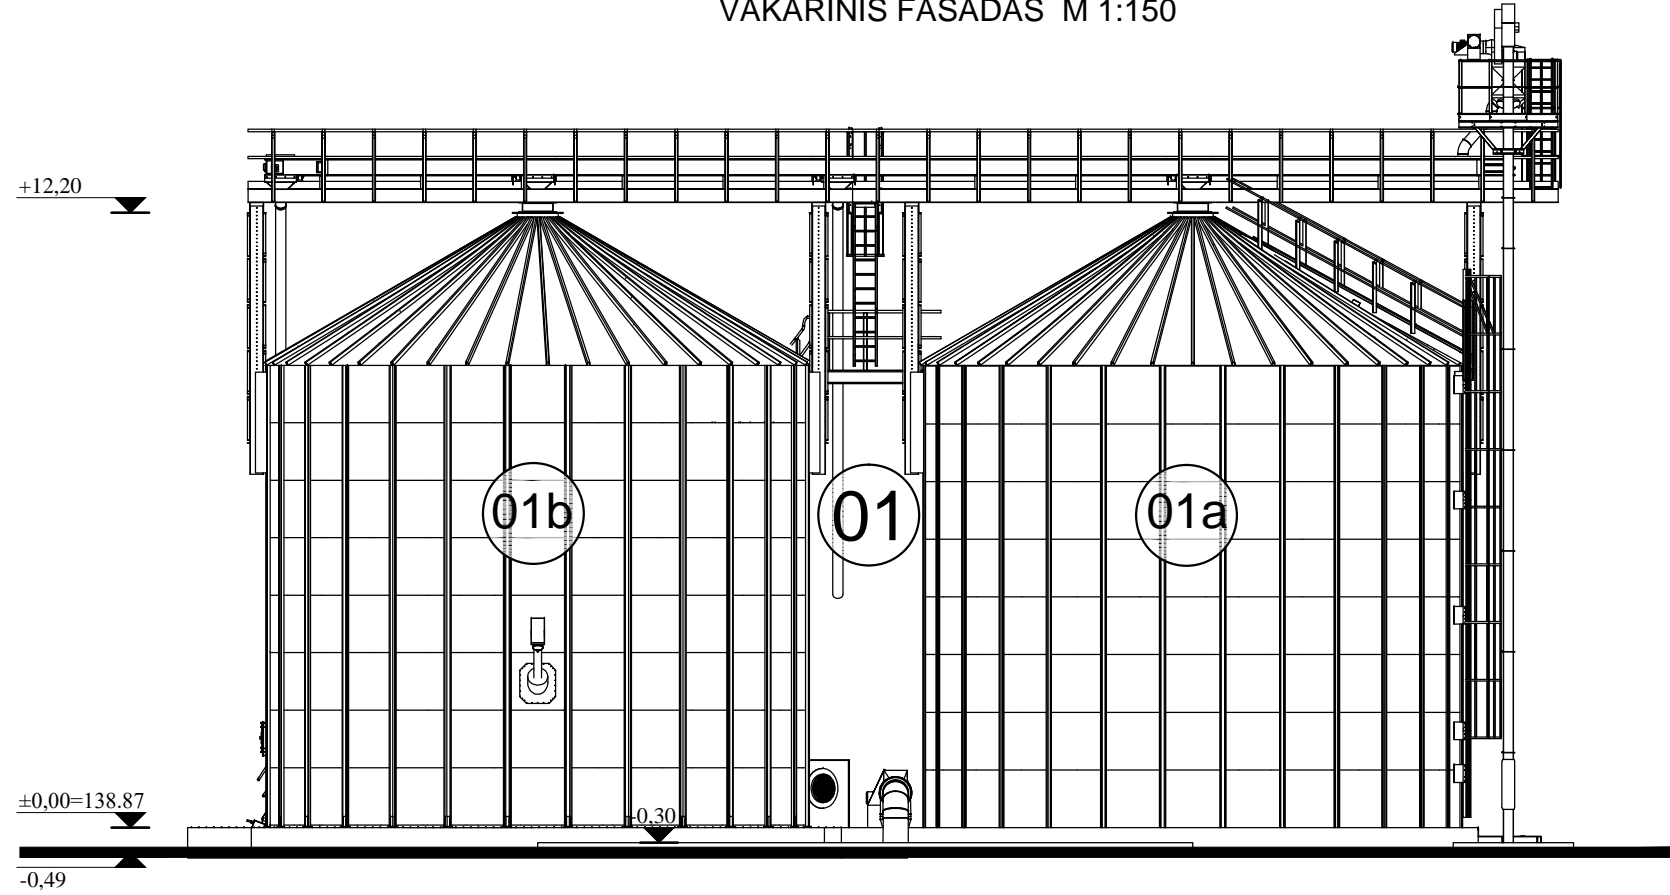 VAKARINIS FASADAS M 1:150
+12,20
01b
01
01a
±0,00=138.87
-0,30
-0,49